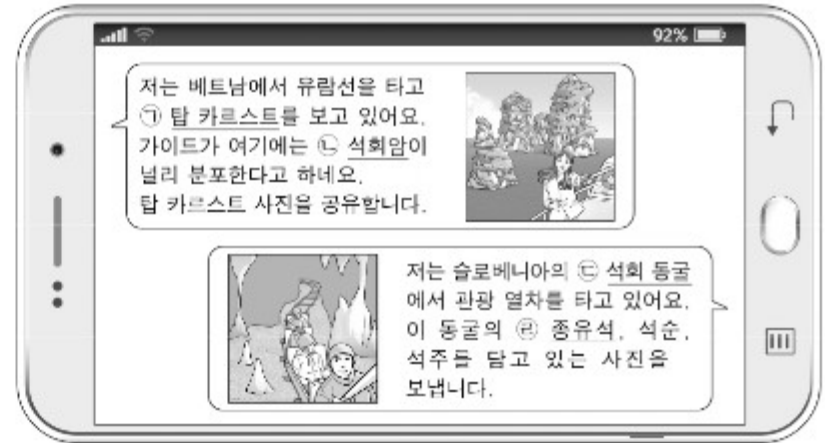 92%
저는 베트남에서 유람선을 타고
㉠ 탑 카르스트를 보고 있어요.
가이드가 여기에는 ㉡ 석회암이
널리 분포한다고 하네요.
탑 카르스트 사진을 공유합니다.
저는 슬로베니아의 ㉢ 석회 동굴
에서 관광 열차를 타고 있어요.
이 동굴의 ㉣ 종유석, 석순,
석주를 담고 있는 사진을
보냅니다.